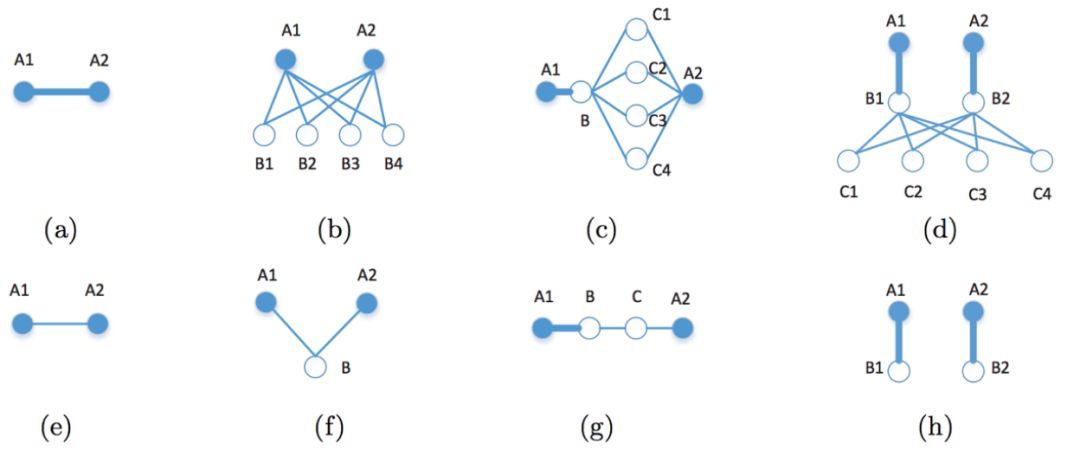 A1 A2
(a)
A1 A2
B1 B2 B3 B4
(b)
A1 B C1 C2 C3 C4 A2
(c)
A1 A2
B1 B2
C1 C2 C3 C4
(d)
A1 A2
(e)
A1 A2
B
(f)
A1 B C A2
(g)
A1 A2
B1 B2
(h)